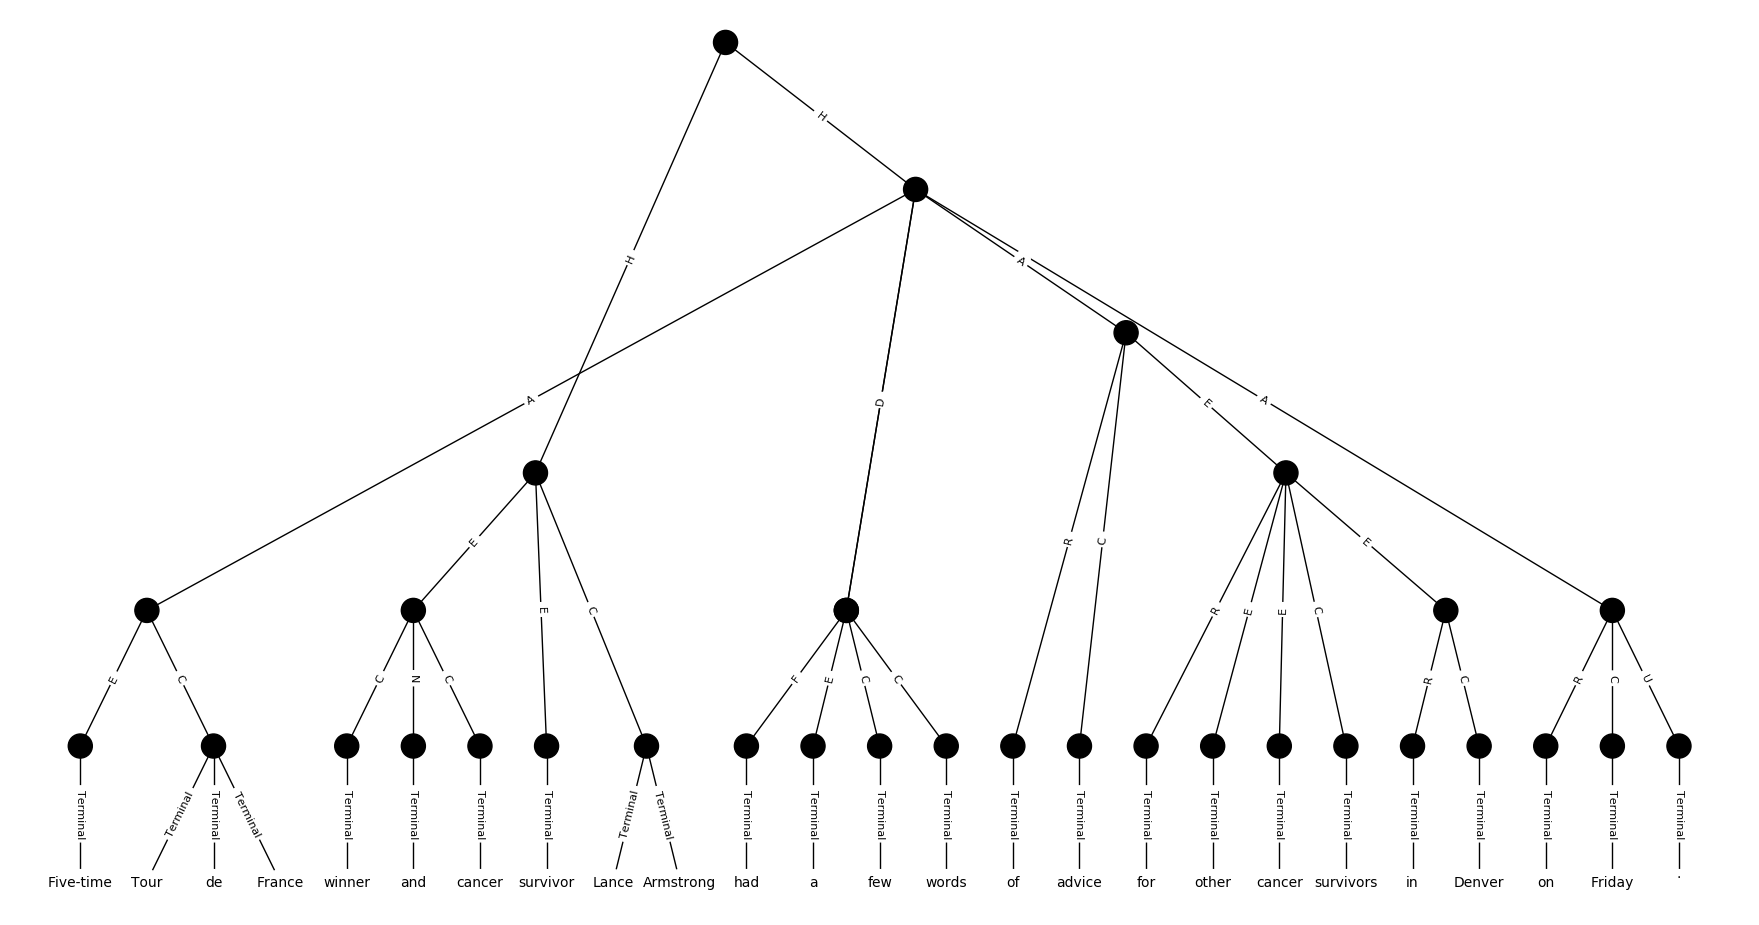 H
H
A
A
D
E
A
R
C
E
E
E
C
R
E
E
C
E
C
C
N
C
F
E
C
C
R
C
R
C
U
Terminal Terminal Terminal Terminal Terminal Terminal Terminal Terminal Terminal Terminal Terminal Terminal Terminal Terminal Terminal Terminal Terminal Terminal Terminal Terminal Terminal Terminal Terminal Terminal Terminal
Five-time Tour de France winner and cancer survivor Lance Armstrong had a few words of advice for other cancer survivors in Denver on Friday .